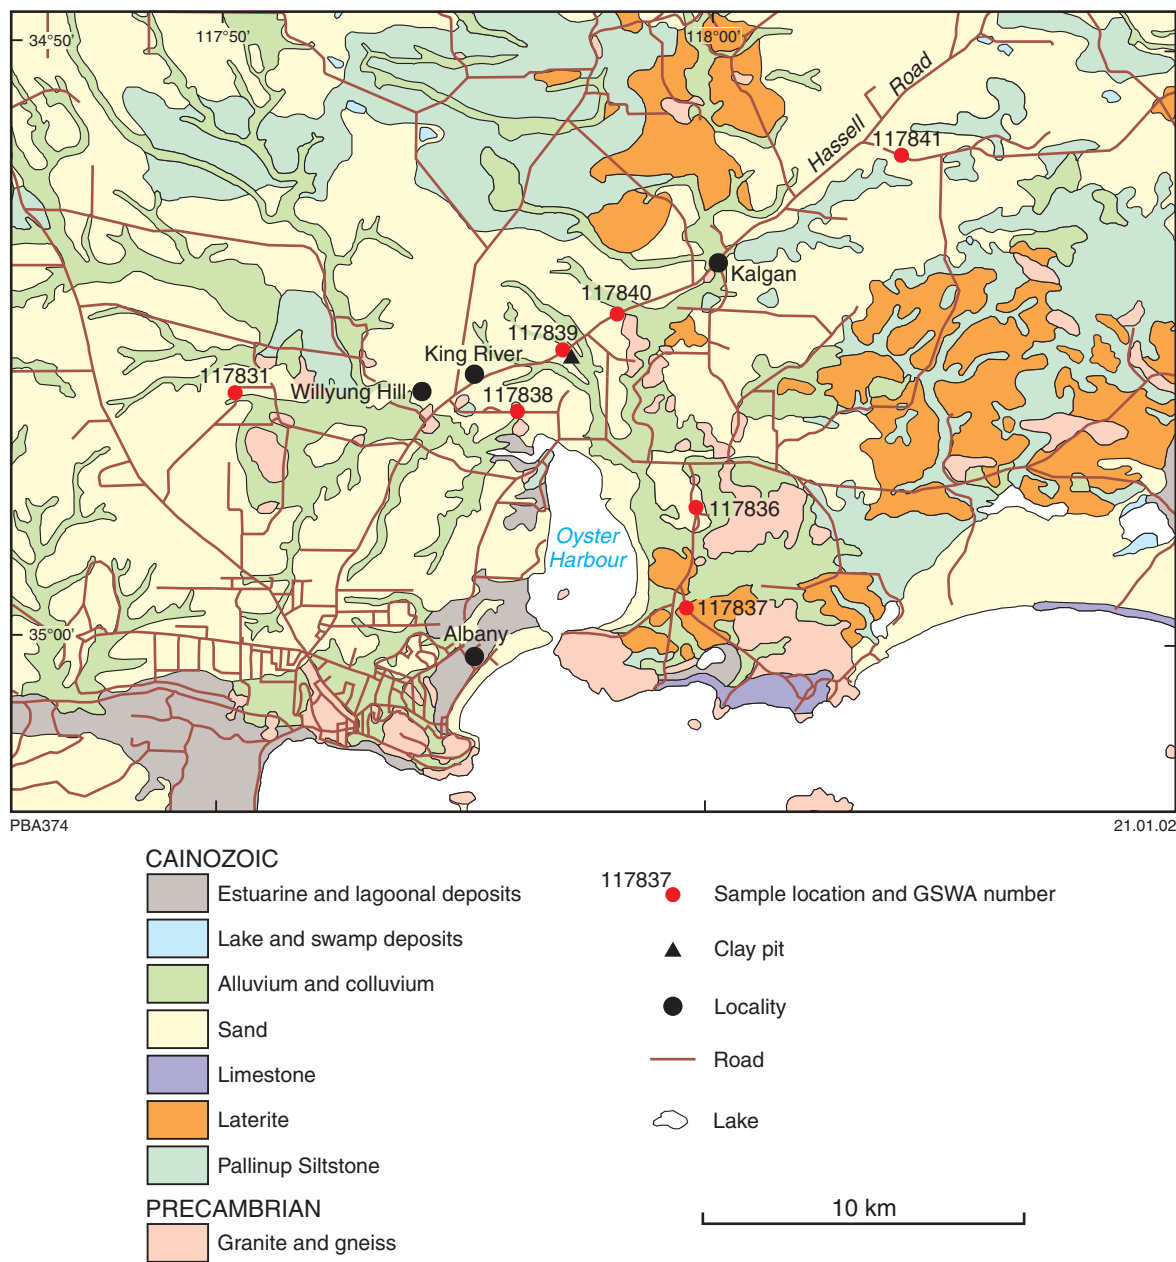 34°50'
117°50'
118°00'
Hassell Road
117841
Kalgan
117840
117839
King River
117831
Willyung Hill
117838
117836
Oyster
Harbour
117837
35°00'
Albany
PBA374
21.01.02
CAINOZOIC
Estuarine and lagoonal deposits
Lake and swamp deposits
Alluvium and colluvium
Sand
Limestone
Laterite
Pallinup Siltstone
PRECAMBRIAN
Granite and gneiss
117837
Sample location and GSWA number
Clay pit
Locality
Road
Lake
10 km